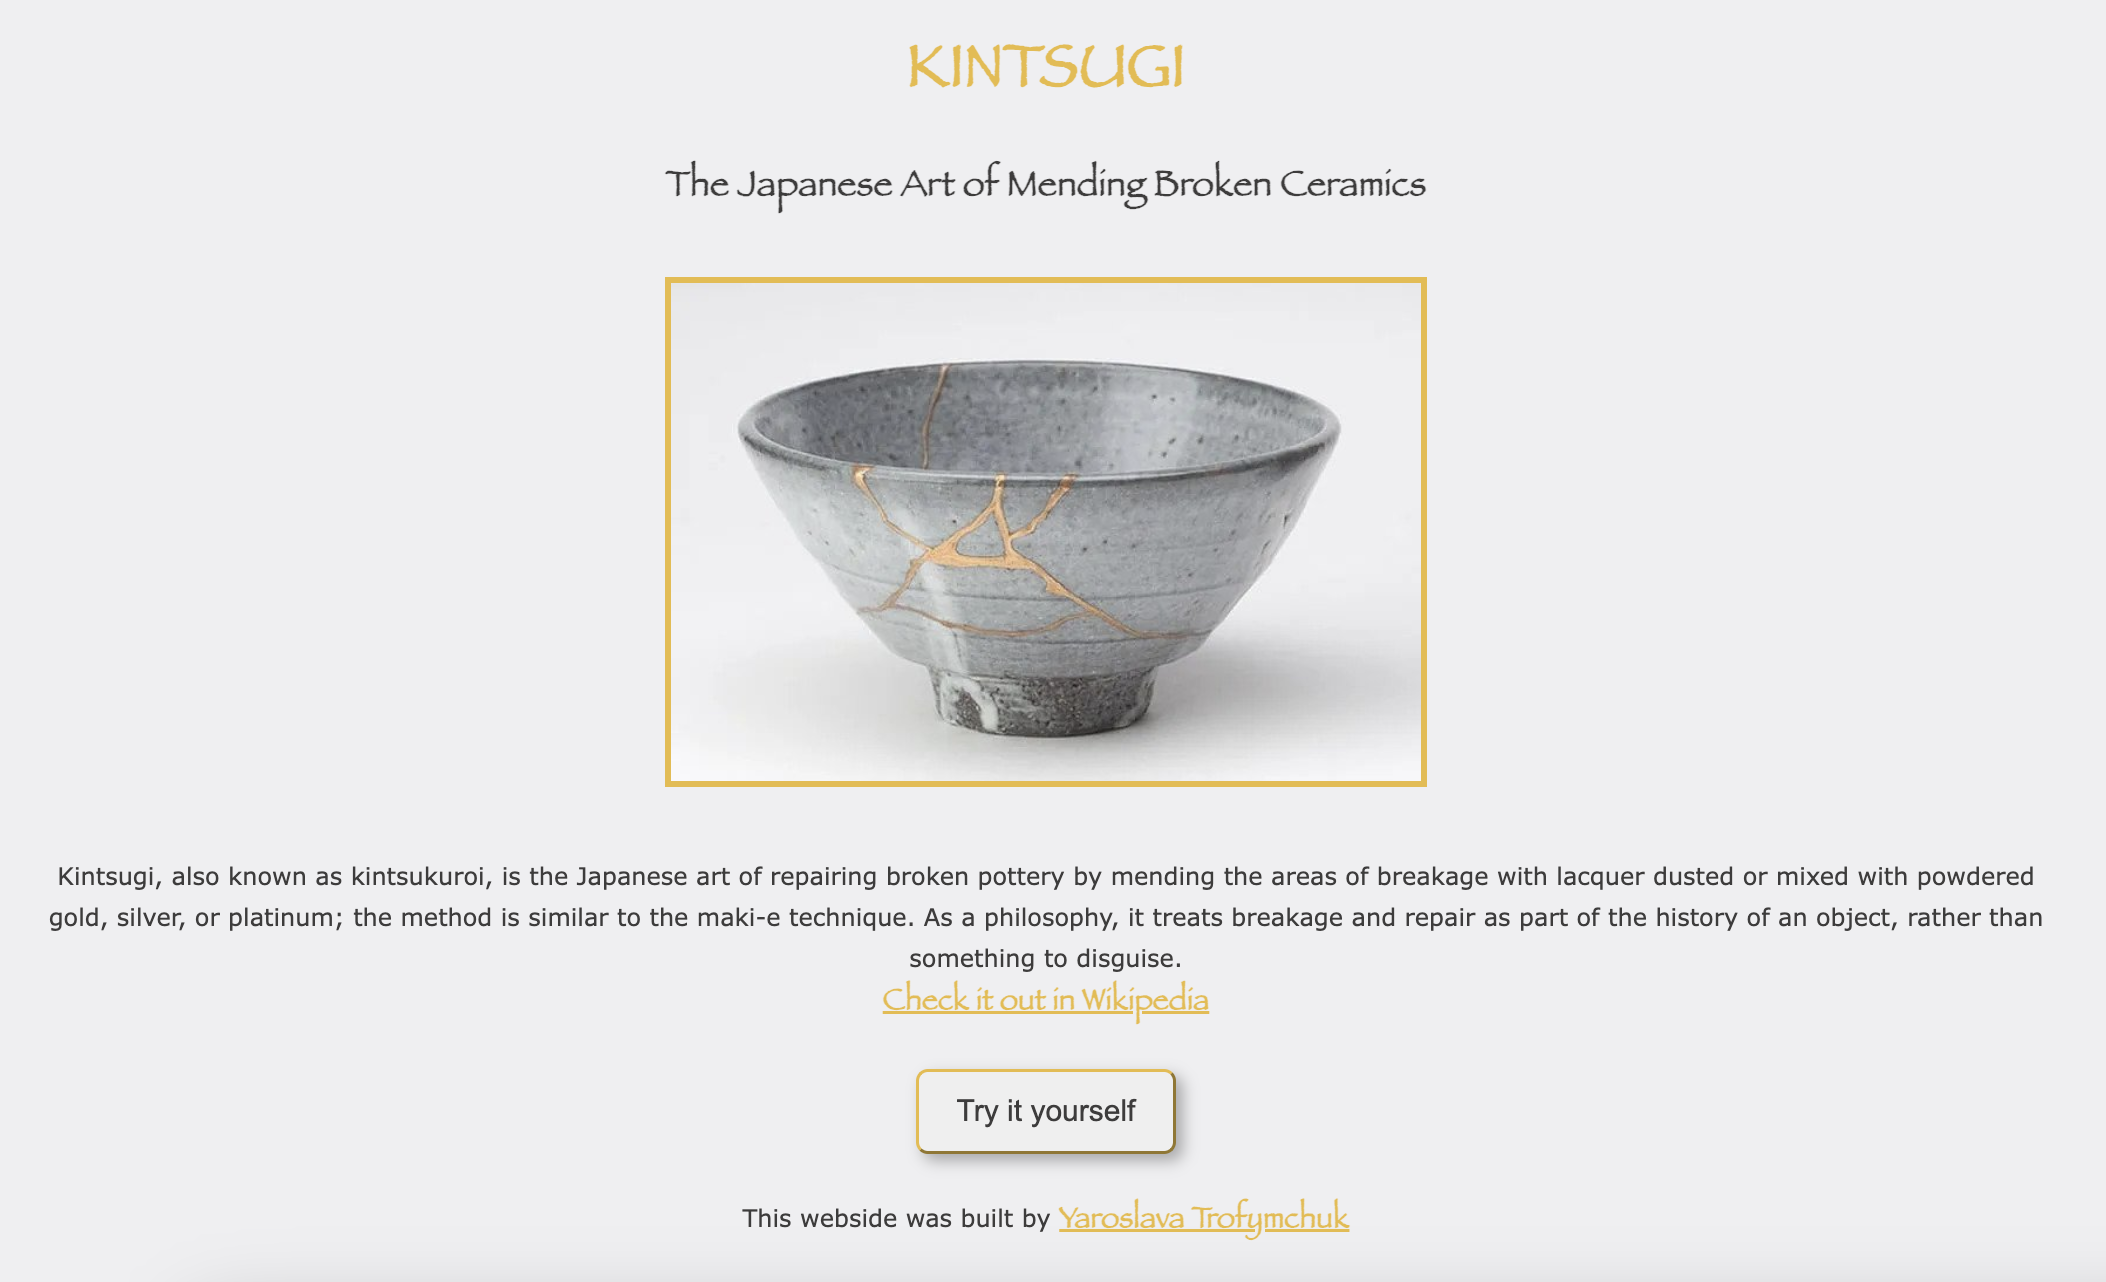 KINTSUGI
The Japanese Art of Mending Broken Ceramics
Kintsugi, also known as kintsukuroi, is the Japanese art of repairing broken pottery by mending the areas of breakage with lacquer dusted or mixed with powdered
gold, silver, or platinum; the method is similar to the maki-e technique. As a philosophy, it treats breakage and repair as part of the history of an object, rather than
something to disguise.
Check it out in Wikipedia
Try it yourself
This webside was built by Yaroslava Trofymchuk